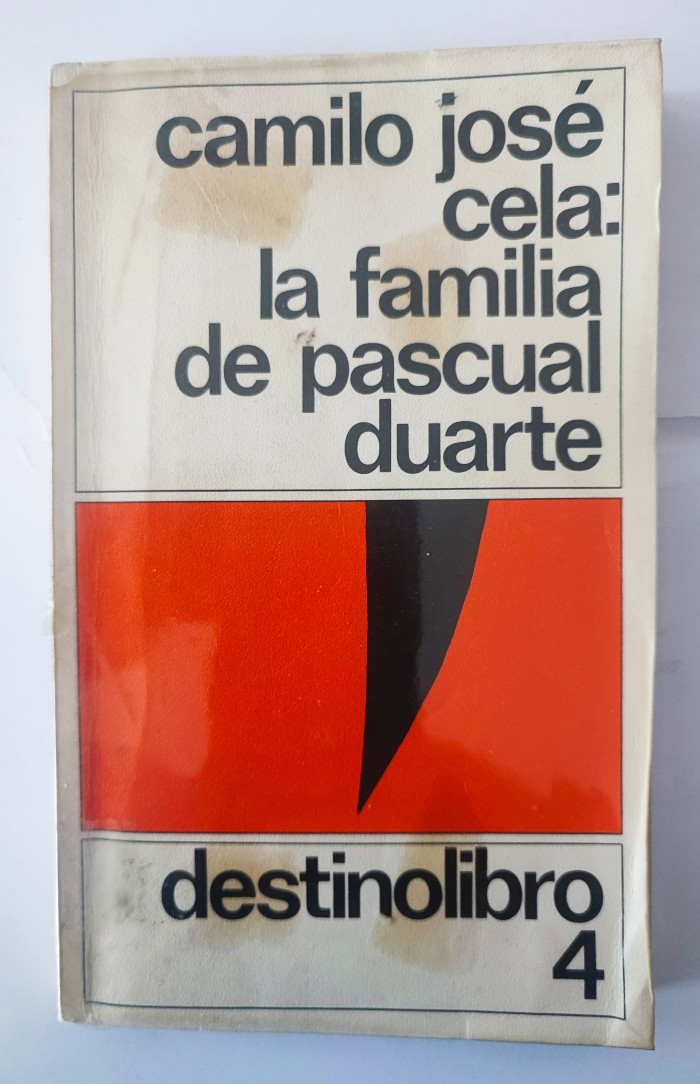 camilo josé
cela:
la familia
de pascual
duarte
destinolibro
4